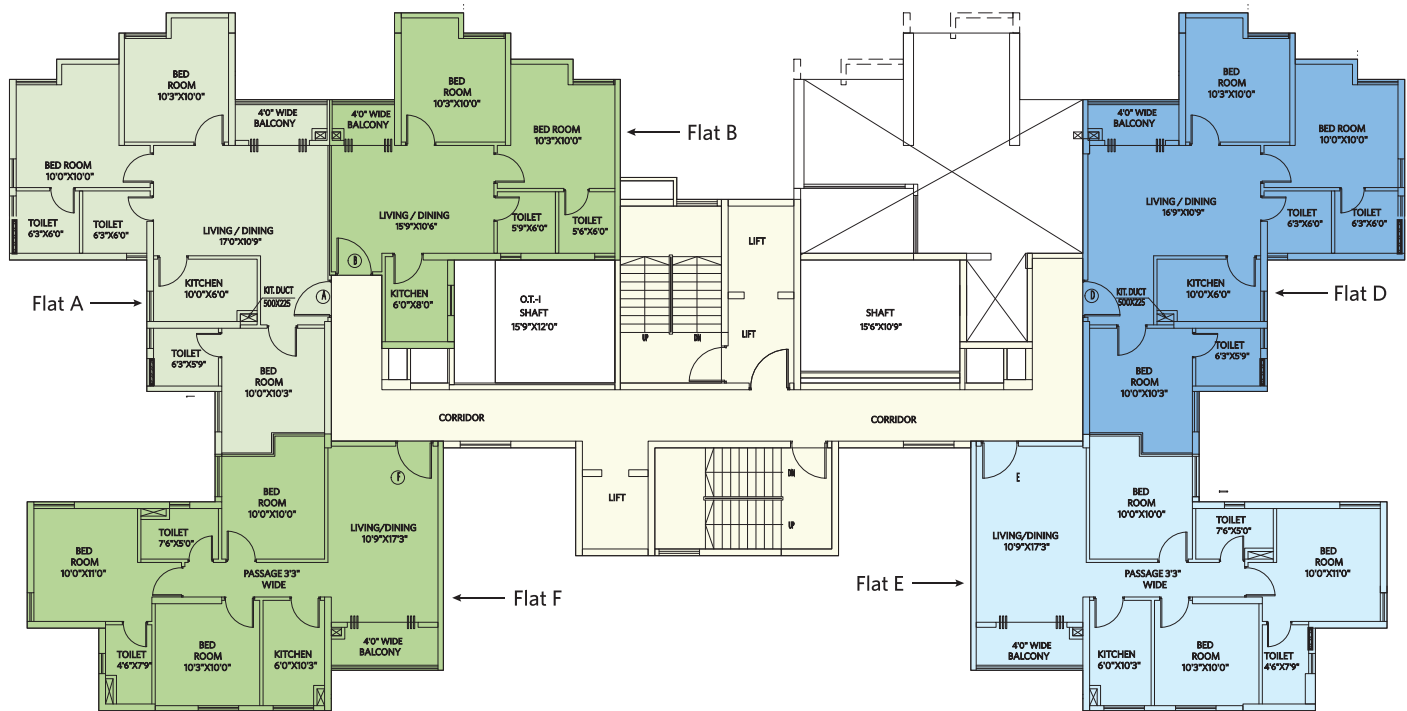 BED
ROOM
10'3"X10'0"
4'0" WIDE
BALCONY
BED ROOM
10'0"X10'0"
TOILET
6'3"X6'0"
TOILET
6'3"X6'0"
LIVING / DINING
17'0"X10'9"
KITCHEN
10'0"X6'0"
KIT. DUCT
500X225
A
Flat A
TOILET
6'3"X5'9"
BED
ROOM
10'0"X10'3"
4'0" WIDE
BALCONY
BED
ROOM
10'3"X10'0"
BED ROOM
10'3"X10'0"
Flat B
LIVING / DINING
15'9"X10'6"
TOILET
5'9"X6'0"
TOILET
5'6"X6'0"
B
KITCHEN
6'0"X8'0"
O.T.-I
SHAFT
15'9"X12'0"
UP
DN
LIFT
LIFT
SHAFT
15'6"X10'9"
CORRIDOR
CORRIDOR
LIFT
DN
UP
4'0" WIDE
BALCONY
BED
ROOM
10'3"X10'0"
BED ROOM
10'0"X10'0"
LIVING / DINING
16'9"X10'9"
TOILET
6'3"X6'0"
TOILET
6'3"X6'0"
D
KIT. DUCT
500X225
KITCHEN
10'0"X6'0"
Flat D
TOILET
6'3"X5'9"
BED
ROOM
10'0"X10'3"
F
BED
ROOM
10'0"X10'0"
TOILET
7'6"X5'0"
LIVING/DINING
10'9"X17'3"
BED
ROOM
10'0"X11'0"
PASSAGE 3'3"
WIDE
Flat F
TOILET
4'6"X7'9"
BED
ROOM
10'3"X10'0"
KITCHEN
6'0"X10'3"
4'0" WIDE
BALCONY
E
BED
ROOM
10'0"X10'0"
TOILET
7'6"X5'0"
LIVING/DINING
10'9"X17'3"
BED
ROOM
10'0"X11'0"
Flat E
PASSAGE 3'3"
WIDE
4'0" WIDE
BALCONY
KITCHEN
6'0"X10'3"
BED
ROOM
10'3"X10'0"
TOILET
4'6"X7'9"